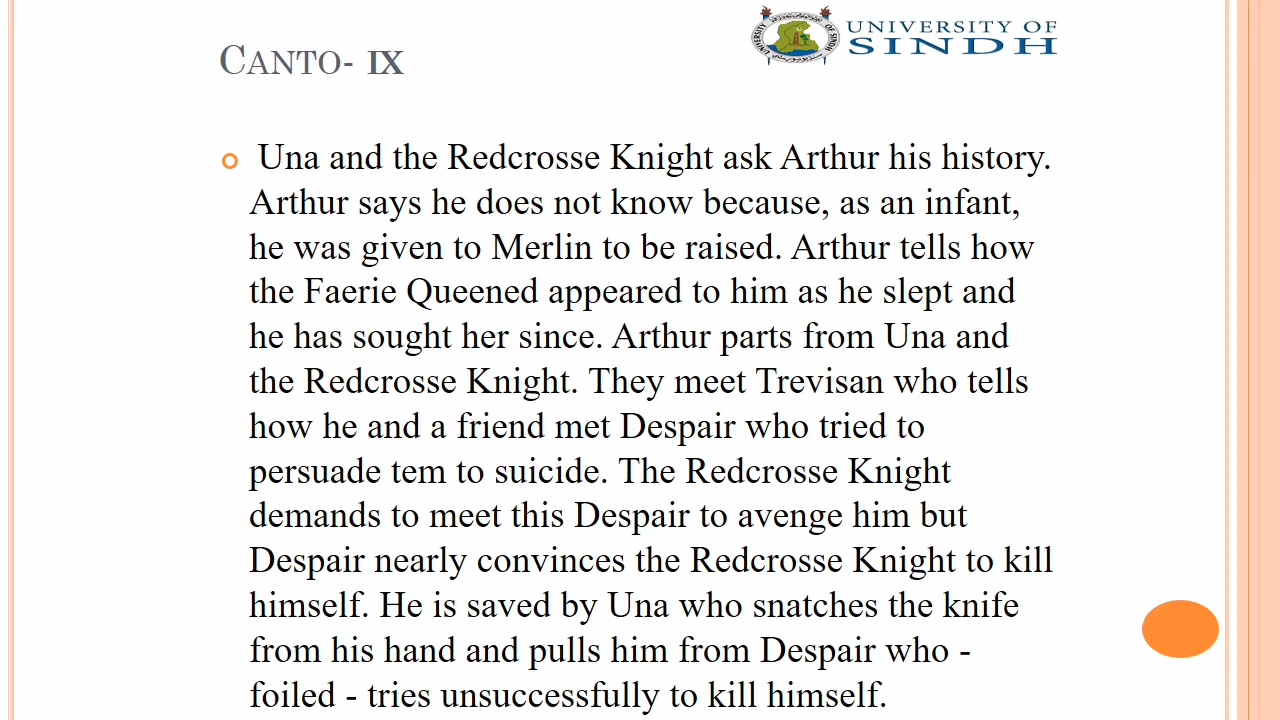 CANTO- IX
UNIVERSITY OF
SINDH
Una and the Redcrosse Knight ask Arthur his history.
Arthur says he does not know because, as an infant,
he was given to Merlin to be raised. Arthur tells how
the Faerie Queened appeared to him as he slept and
he has sought her since. Arthur parts from Una and
the Redcrosse Knight. They meet Trevisan who tells
how he and a friend met Despair who tried to
persuade tem to suicide. The Redcrosse Knight
demands to meet this Despair to avenge him but
Despair nearly convinces the Redcrosse Knight to kill
himself. He is saved by Una who snatches the knife
from his hand and pulls him from Despair who -
foiled - tries unsuccessfully to kill himself.